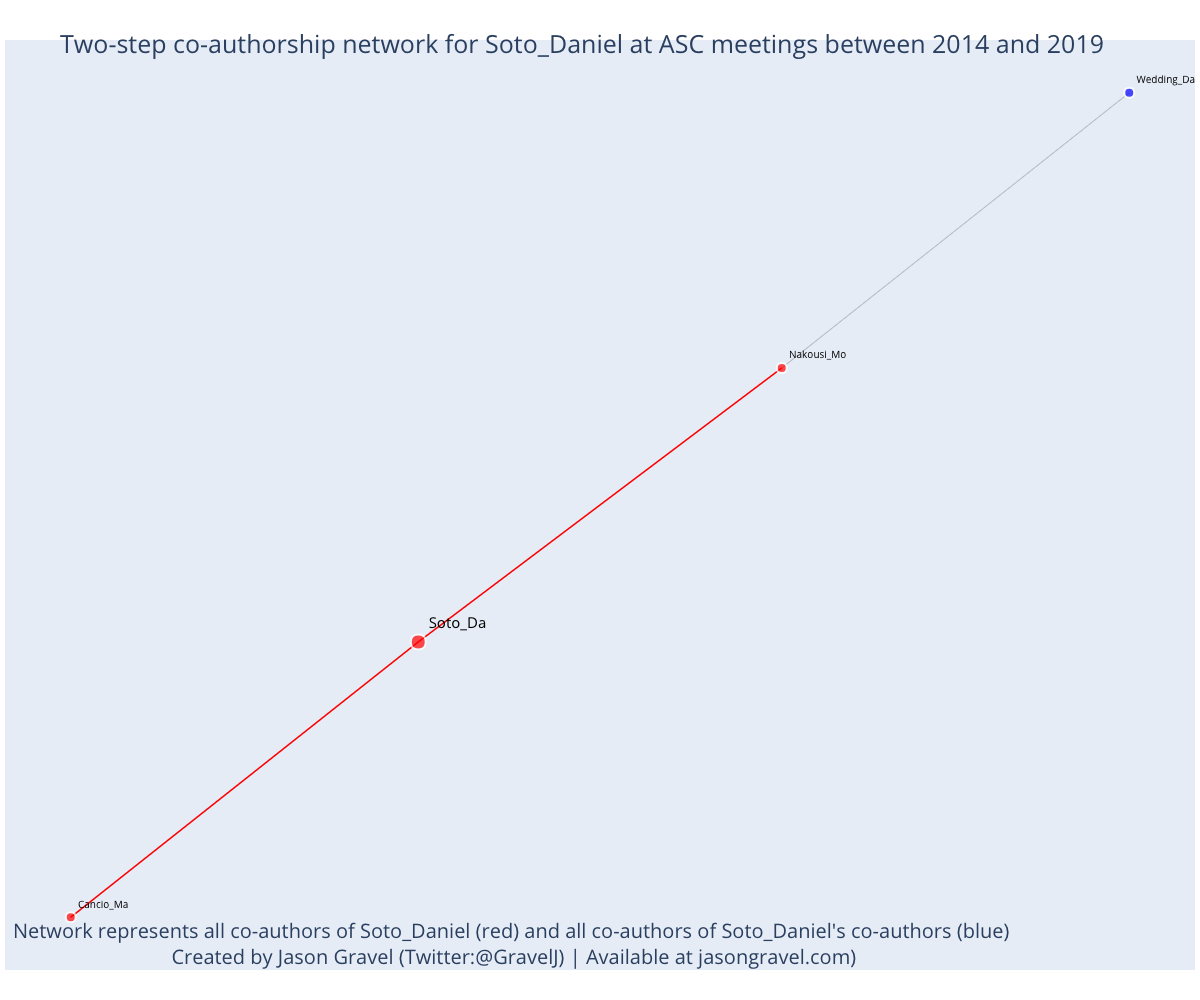 Two-step co-authorship network for Soto_Daniel at ASC meetings between 2014 and 2019
Wedding_Da
Nakousi_Mo
Soto_Da
Cancio_Ma
Network represents all co-authors of Soto_Daniel (red) and all co-authors of Soto_Daniel's co-authors (blue)
Created by Jason Gravel (Twitter:@GravelJ) | Available at jasongravel.com)